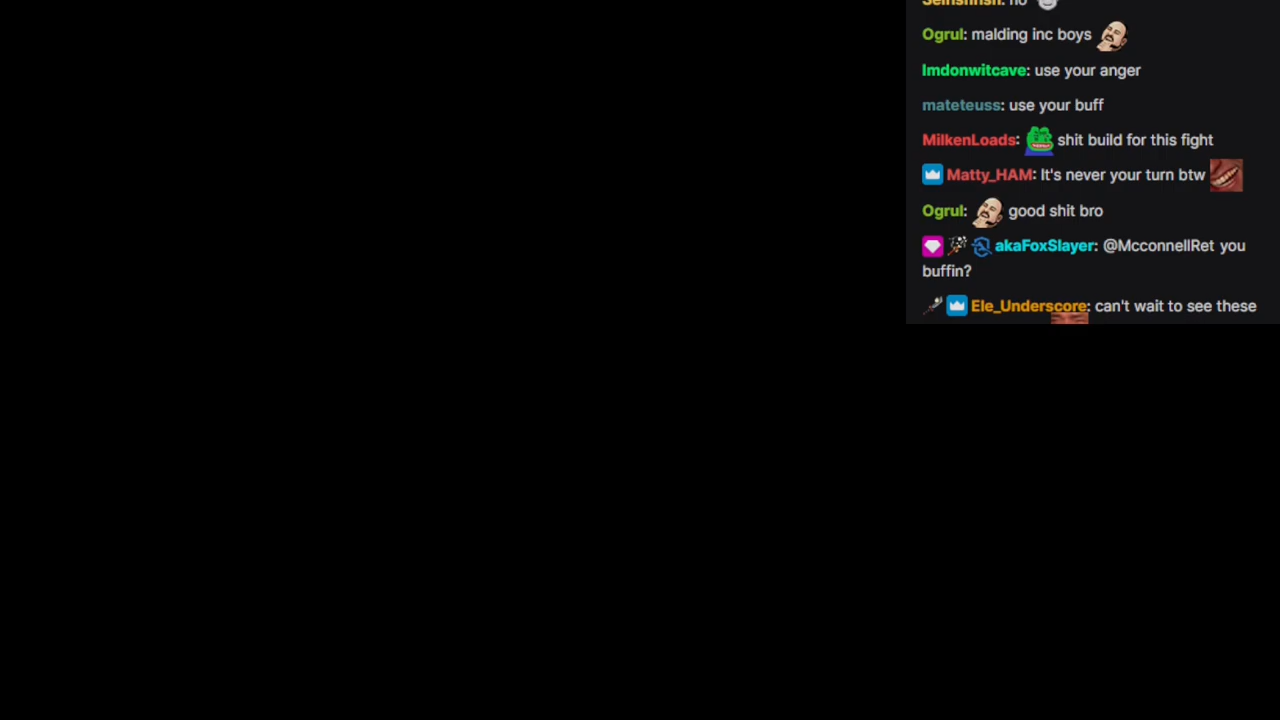 Ogrul: malding inc boys
Imdonwitcave: use your anger
mateteuss: use your buff
MilkenLoads: shit build for this fight
Matty_HAM: It's never your turn btw
Ogrul: good shit bro
akaFoxSlayer: @McconnellRet you
buffin?
Ele_Underscore: can't wait to see these